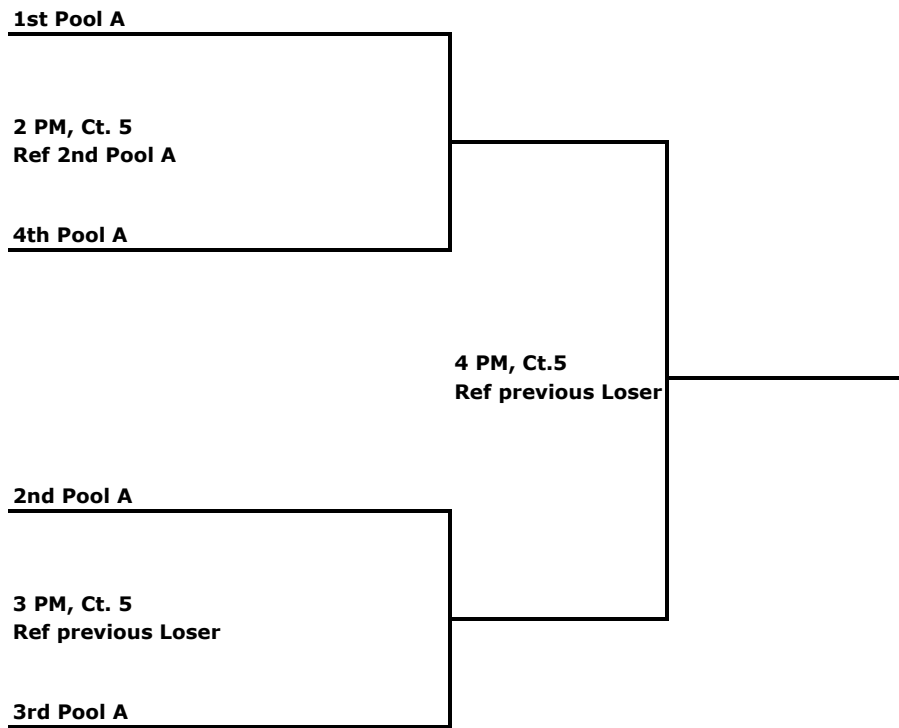 1st Pool A
2 PM, Ct. 5
Ref 2nd Pool A
4th Pool A
4 PM, Ct.5
Ref previous Loser
2nd Pool A
3 PM, Ct. 5
Ref previous Loser
3rd Pool A